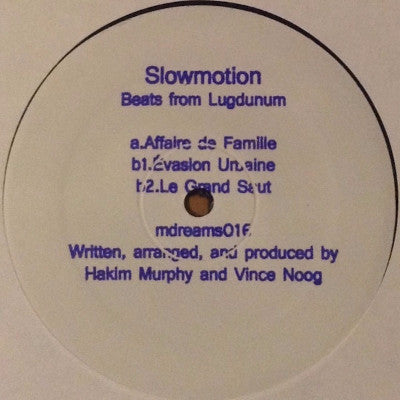 Slowmotion
Beats from Lugdunum
a.Affaire de Famille
b1.Évasion Urbaine
b2.Le Grand Saut
mdreams016
Written, arranged, and produced by
Hakim Murphy and Vince Noog